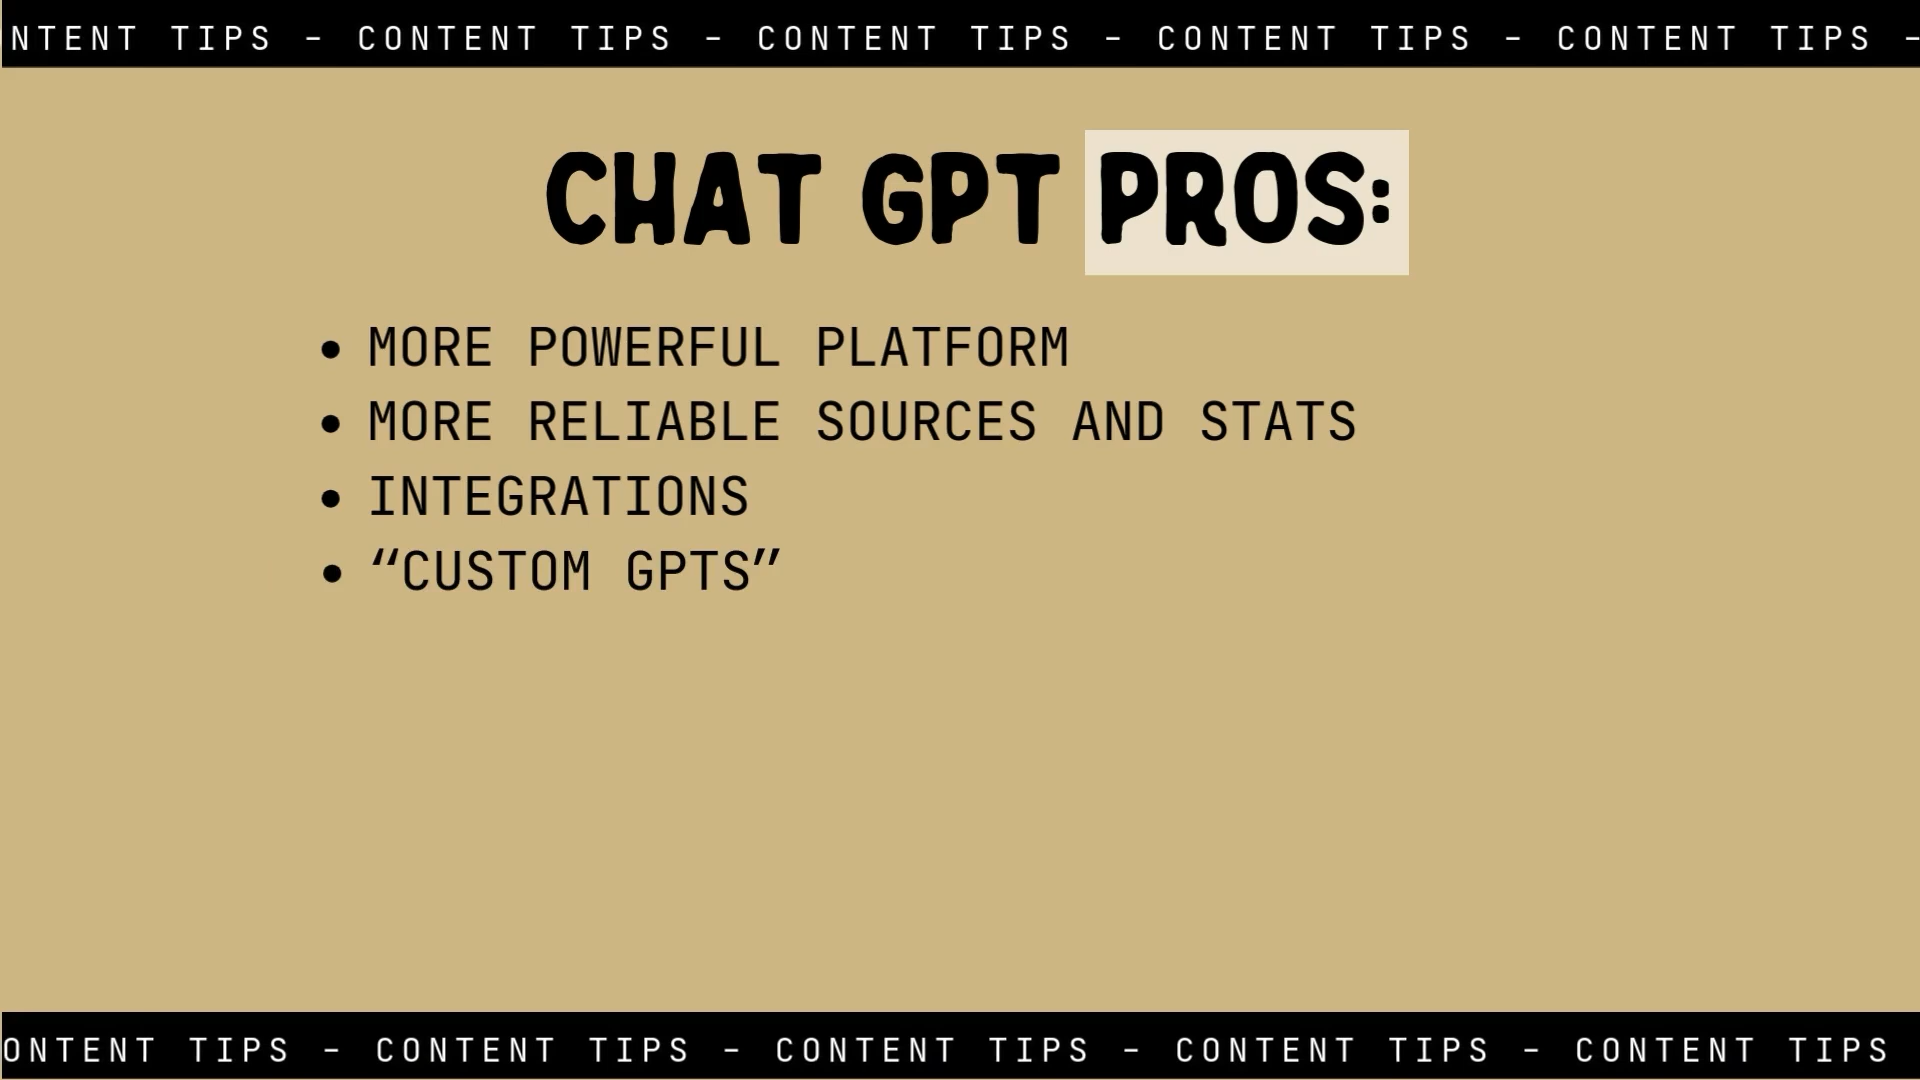 NTENT TIPS - CONTENT TIPS - CONTENT TIPS - CONTENT TIPS - CONTENT TIPS -
CHAT GPT PROS:
• MORE POWERFUL PLATFORM
• MORE RELIABLE SOURCES AND STATS
• INTEGRATIONS
• “CUSTOM GPTS”
ONTENT TIPS - CONTENT TIPS - CONTENT TIPS - CONTENT TIPS - CONTENT TIPS